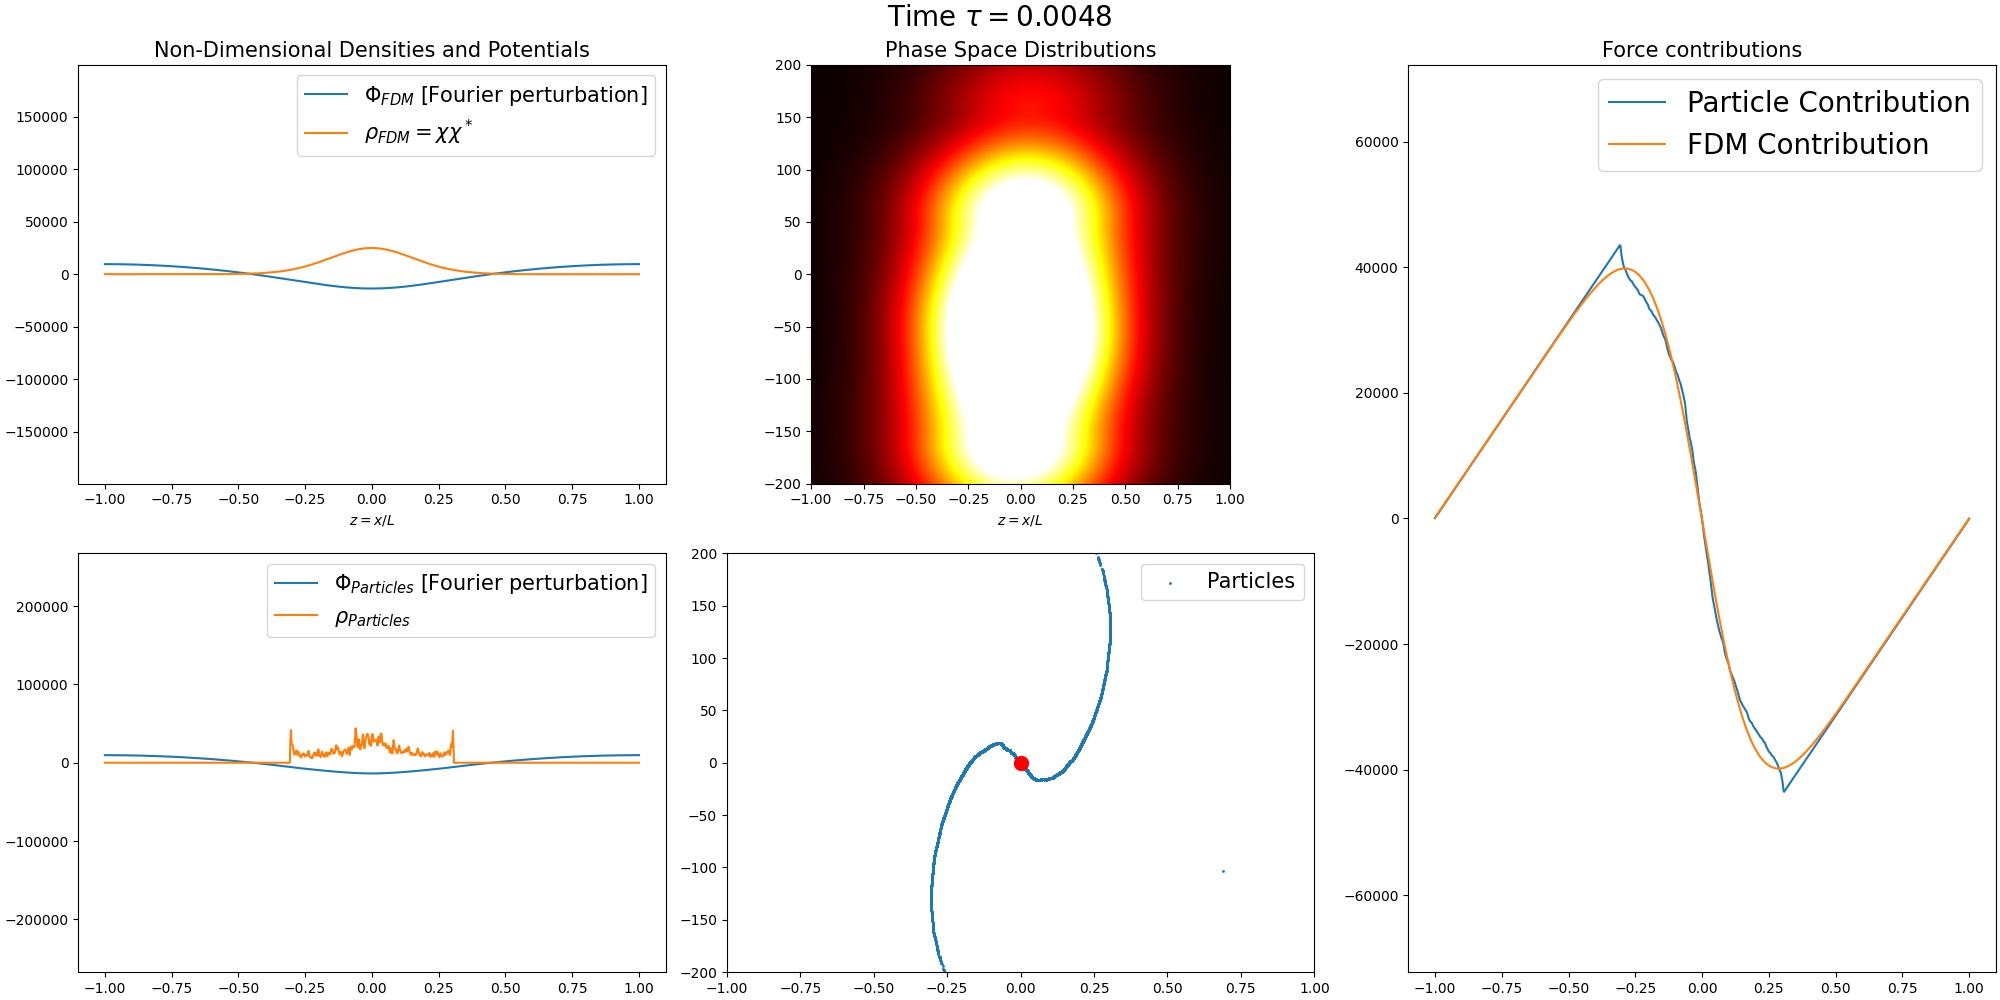 Time τ = 0.0048
Non-Dimensional Densities and Potentials
Φ_FDM [Fourier perturbation]
ρ_FDM = χχ*
150000
100000
50000
0
−50000
−100000
−150000
−1.00 −0.75 −0.50 −0.25 0.00 0.25 0.50 0.75 1.00
z = x/L
Phase Space Distributions
200
150
100
50
0
−50
−100
−150
−200
−1.00 −0.75 −0.50 −0.25 0.00 0.25 0.50 0.75 1.00
z = x/L
Force contributions
Particle Contribution
FDM Contribution
60000
40000
20000
0
−20000
−40000
−60000
−1.00 −0.75 −0.50 −0.25 0.00 0.25 0.50 0.75 1.00
Φ_Particles [Fourier perturbation]
ρ_Particles
200000
100000
0
−100000
−200000
−1.00 −0.75 −0.50 −0.25 0.00 0.25 0.50 0.75 1.00
Particles
200
150
100
50
0
−50
−100
−150
−200
−1.00 −0.75 −0.50 −0.25 0.00 0.25 0.50 0.75 1.00